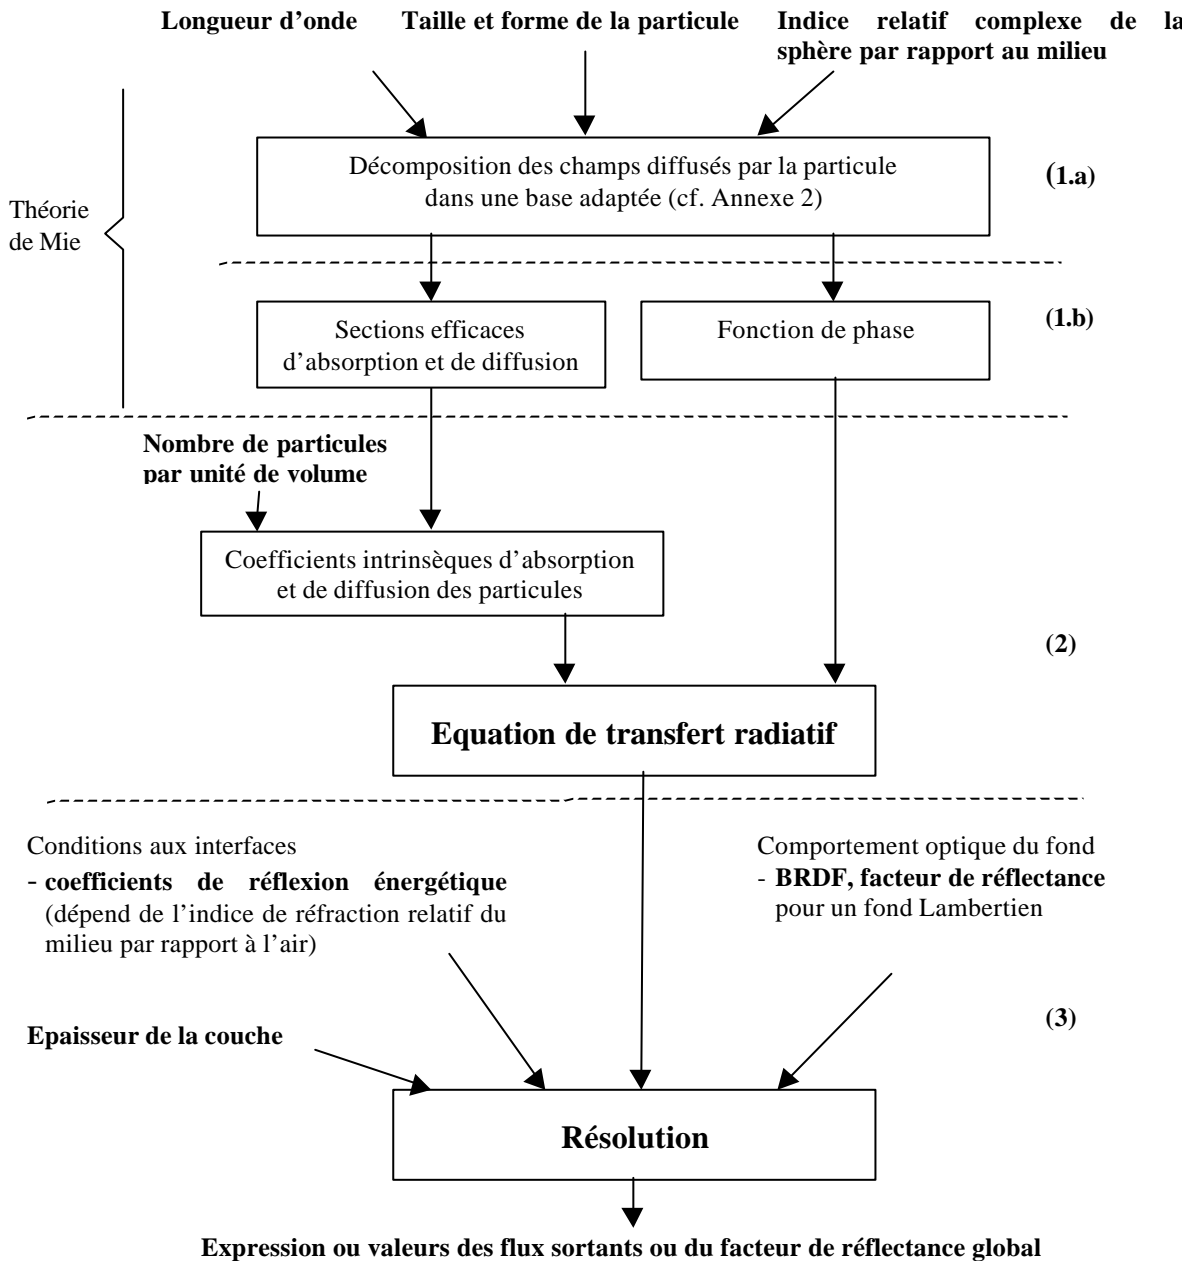 Longueur d'onde
Taille et forme de la particule
Indice relatif complexe de la
sphère par rapport au milieu
Décomposition des champs diffusés par la particule
dans une base adaptée (cf. Annexe 2)
(1.a)
Théorie
de Mie
Sections efficaces
d'absorption et de diffusion
Fonction de phase
(1.b)
Nombre de particules
par unité de volume
Coefficients intrinsèques d'absorption
et de diffusion des particules
(2)
Equation de transfert radiatif
Conditions aux interfaces
- coefficients de réflexion énergétique
(dépend de l'indice de réfraction relatif du
milieu par rapport à l'air)
Comportement optique du fond
- BRDF, facteur de réflectance
pour un fond Lambertien
Epaisseur de la couche
(3)
Résolution
Expression ou valeurs des flux sortants ou du facteur de réflectance global